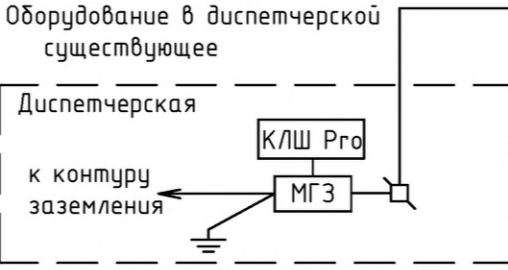 Оборудование в диспетчерской
существующее
Диспетчерская
КЛШ Pro
к контуру
заземления
МГЗ